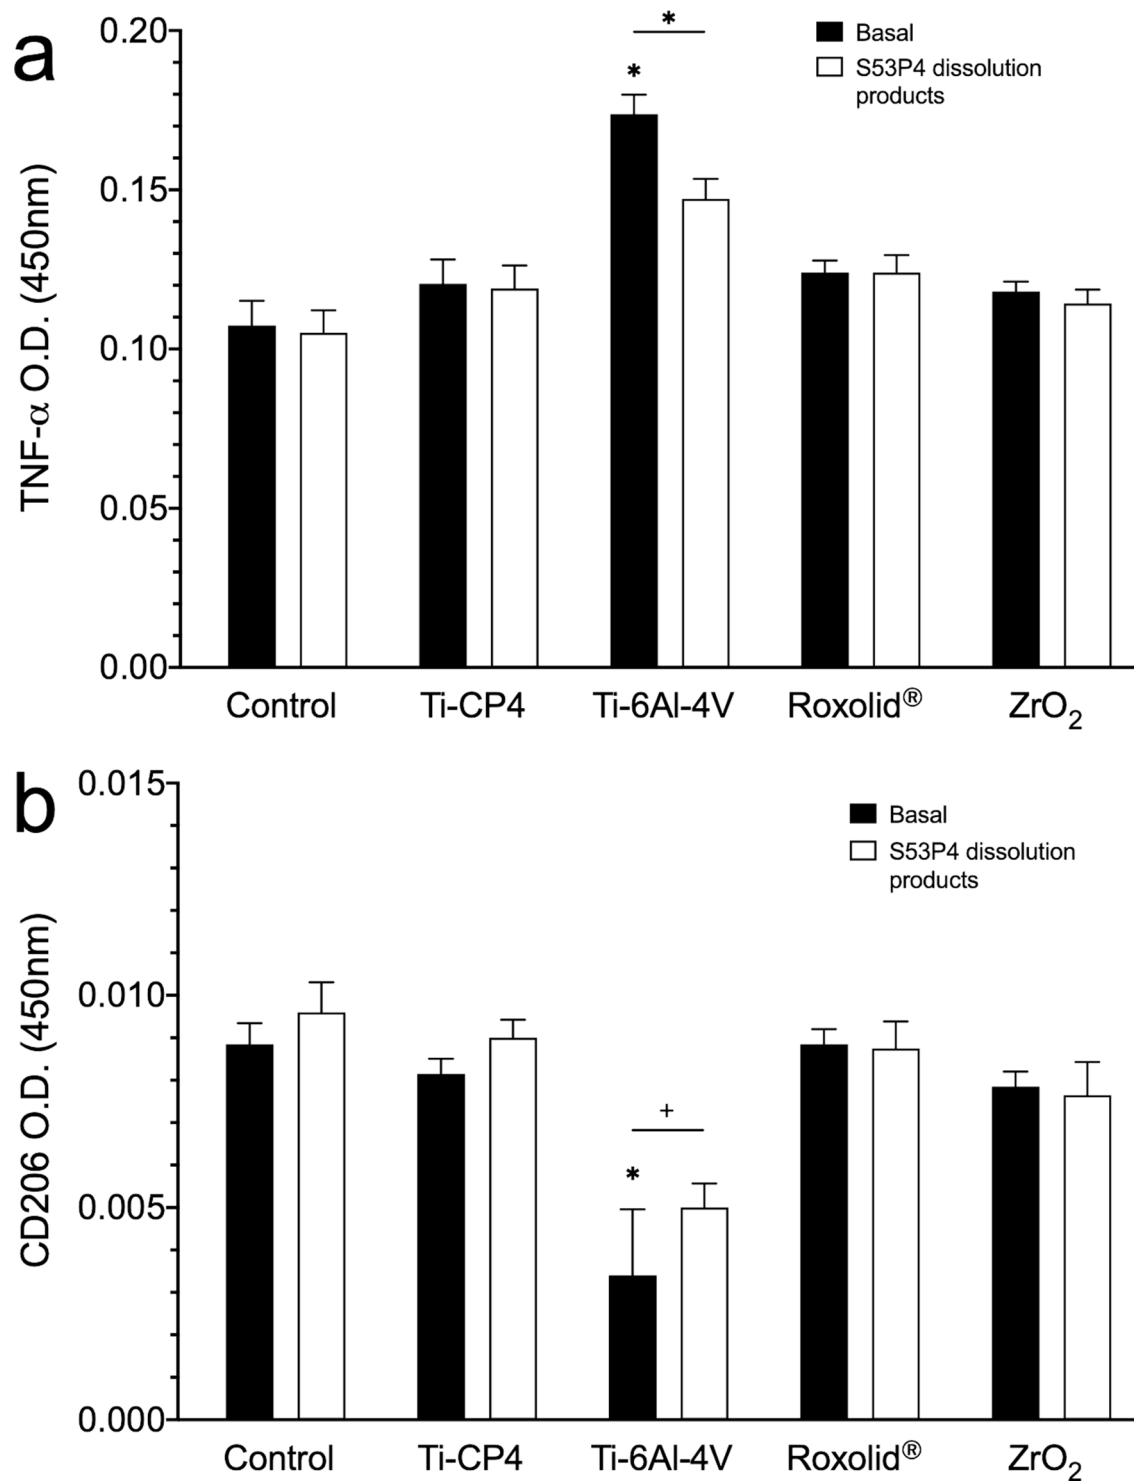 a
TNF-α O.D. (450nm)
0.20
0.15
0.10
0.05
0.00
*
*
Basal
S53P4 dissolution
products
Control Ti-CP4 Ti-6Al-4V Roxolid® ZrO₂
b
CD206 O.D. (450nm)
0.015
0.010
0.005
0.000
Basal
S53P4 dissolution
products
+
*
Control Ti-CP4 Ti-6Al-4V Roxolid® ZrO₂